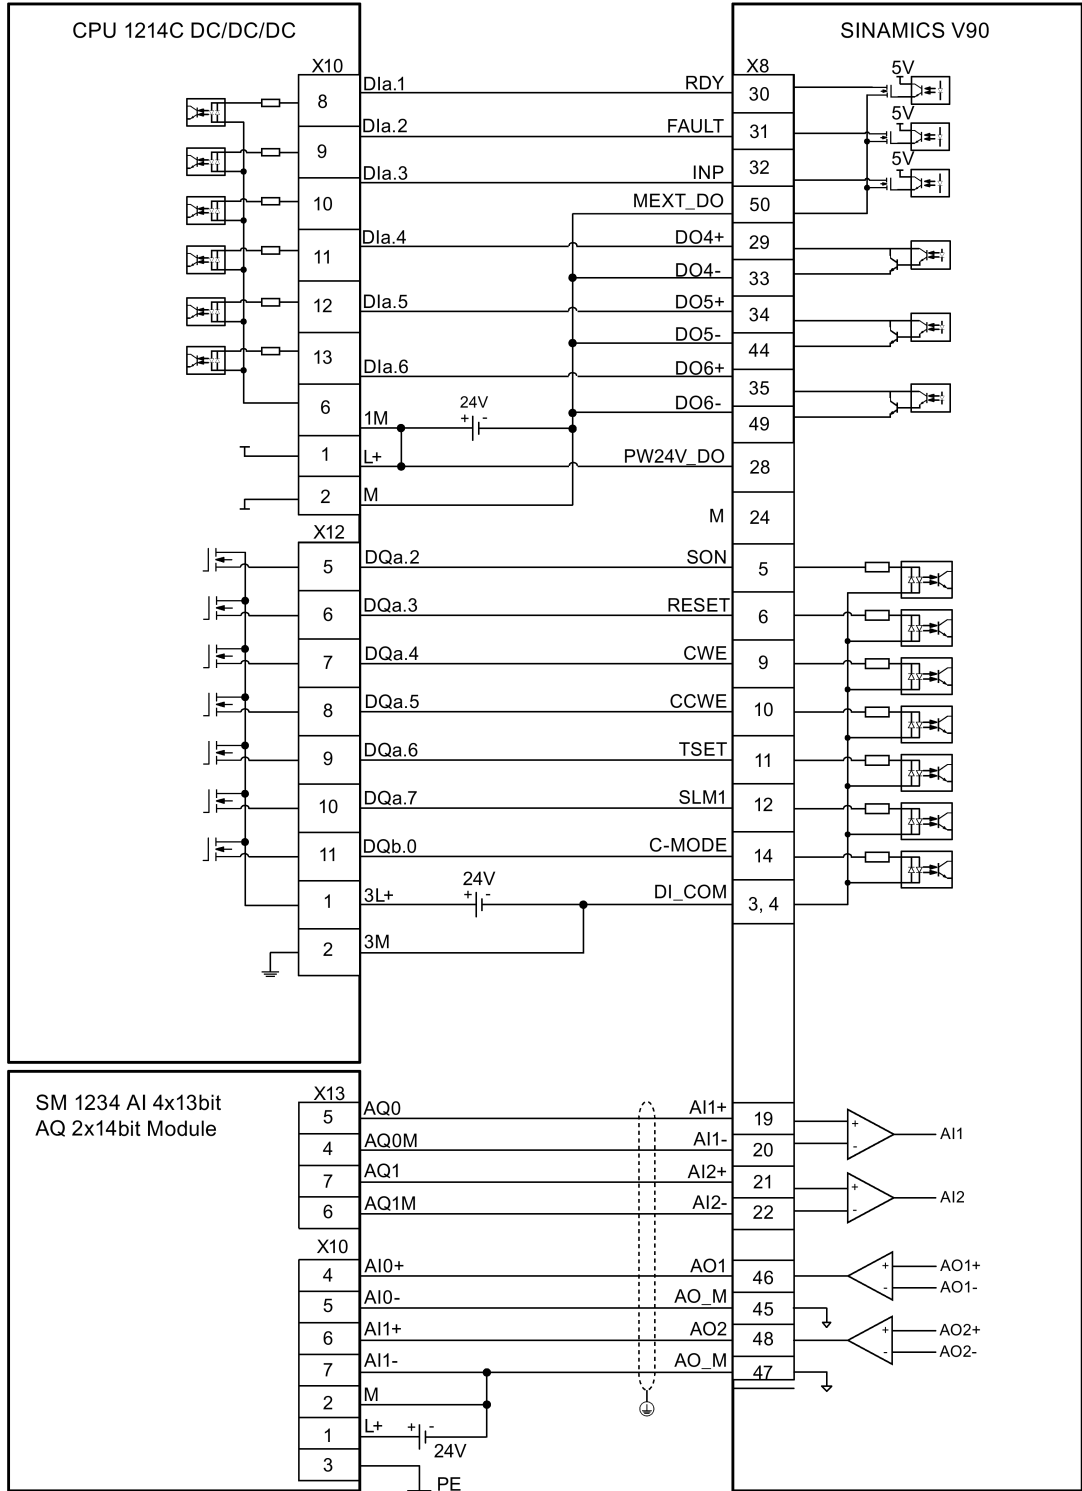 CPU 1214C DC/DC/DC
SINAMICS V90
X10
X8
5V
8 DIa.1 RDY 30
5V
9 DIa.2 FAULT 31
5V
10 DIa.3 INP 32
MEXT_DO 50
11 DIa.4 DO4+ 29
DO4- 33
12 DIa.5 DO5+ 34
DO5- 44
13 DIa.6 DO6+ 35
DO6- 49
6 1M 24V + -
1 L+ PW24V_DO 28
2 M
M 24
X12
5 DQa.2 SON 5
6 DQa.3 RESET 6
7 DQa.4 CWE 9
8 DQa.5 CCWE 10
9 DQa.6 TSET 11
10 DQa.7 SLM1 12
11 DQb.0 C-MODE 14
1 3L+ 24V + - DI_COM 3, 4
2 3M
SM 1234 AI 4x13bit
AQ 2x14bit Module
X13
5 AQ0 AI1+ 19 + AI1
4 AQ0M AI1- 20 -
7 AQ1 AI2+ 21 + AI2
6 AQ1M AI2- 22 -
X10
4 AI0+ AO1 46 + AO1+
- AO1-
5 AI0- AO_M 45
6 AI1+ AO2 48 + AO2+
- AO2-
7 AI1- AO_M 47
2 M
1 L+ + - 24V
3 PE